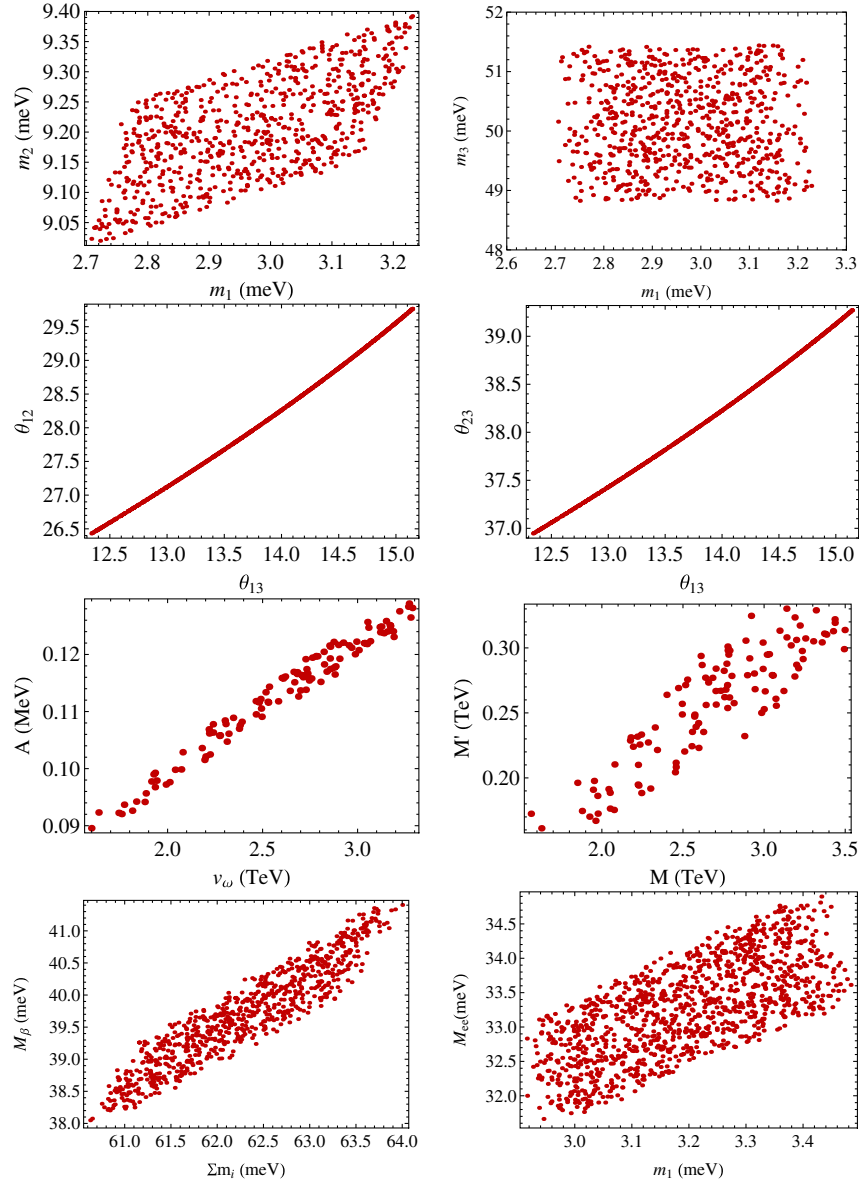 9.40
9.35
9.30
9.25
9.20
9.15
9.10
9.05
m₂ (meV)
2.7 2.8 2.9 3.0 3.1 3.2
m₁ (meV)
52
51
50
49
48
m₃ (meV)
2.6 2.7 2.8 2.9 3.0 3.1 3.2 3.3
m₁ (meV)
29.5
29.0
28.5
28.0
27.5
27.0
26.5
θ₁₂
12.5 13.0 13.5 14.0 14.5 15.0
θ₁₃
39.0
38.5
38.0
37.5
37.0
θ₂₃
12.5 13.0 13.5 14.0 14.5 15.0
θ₁₃
0.12
0.11
0.10
0.09
A (MeV)
2.0 2.5 3.0
v_ω (TeV)
0.30
0.25
0.20
M' (TeV)
2.0 2.5 3.0 3.5
M (TeV)
41.0
40.5
40.0
39.5
39.0
38.5
38.0
M_β (meV)
61.0 61.5 62.0 62.5 63.0 63.5 64.0
Σm_i (meV)
34.5
34.0
33.5
33.0
32.5
32.0
M_ee(meV)
3.0 3.1 3.2 3.3 3.4
m₁ (meV)